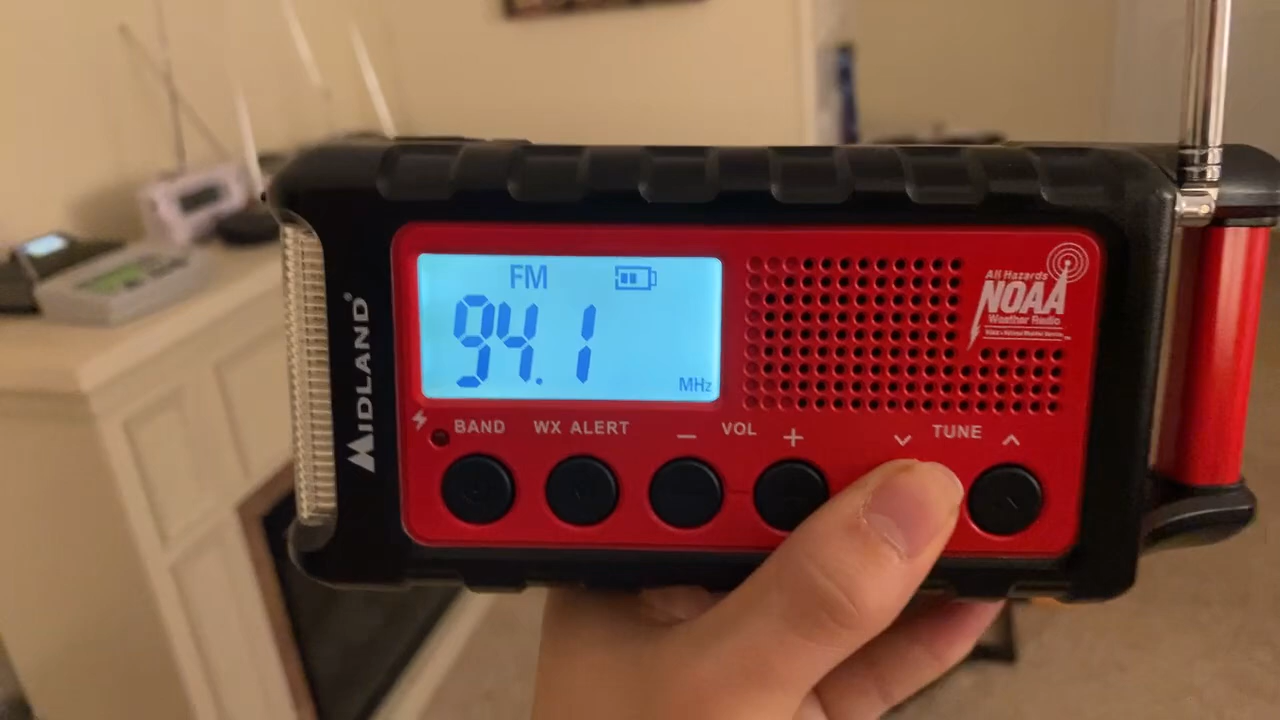 FM
94.1
MHz
MIDLAND®
All Hazards
NOAA
Weather Radio
BAND
WX ALERT
− VOL +
TUNE